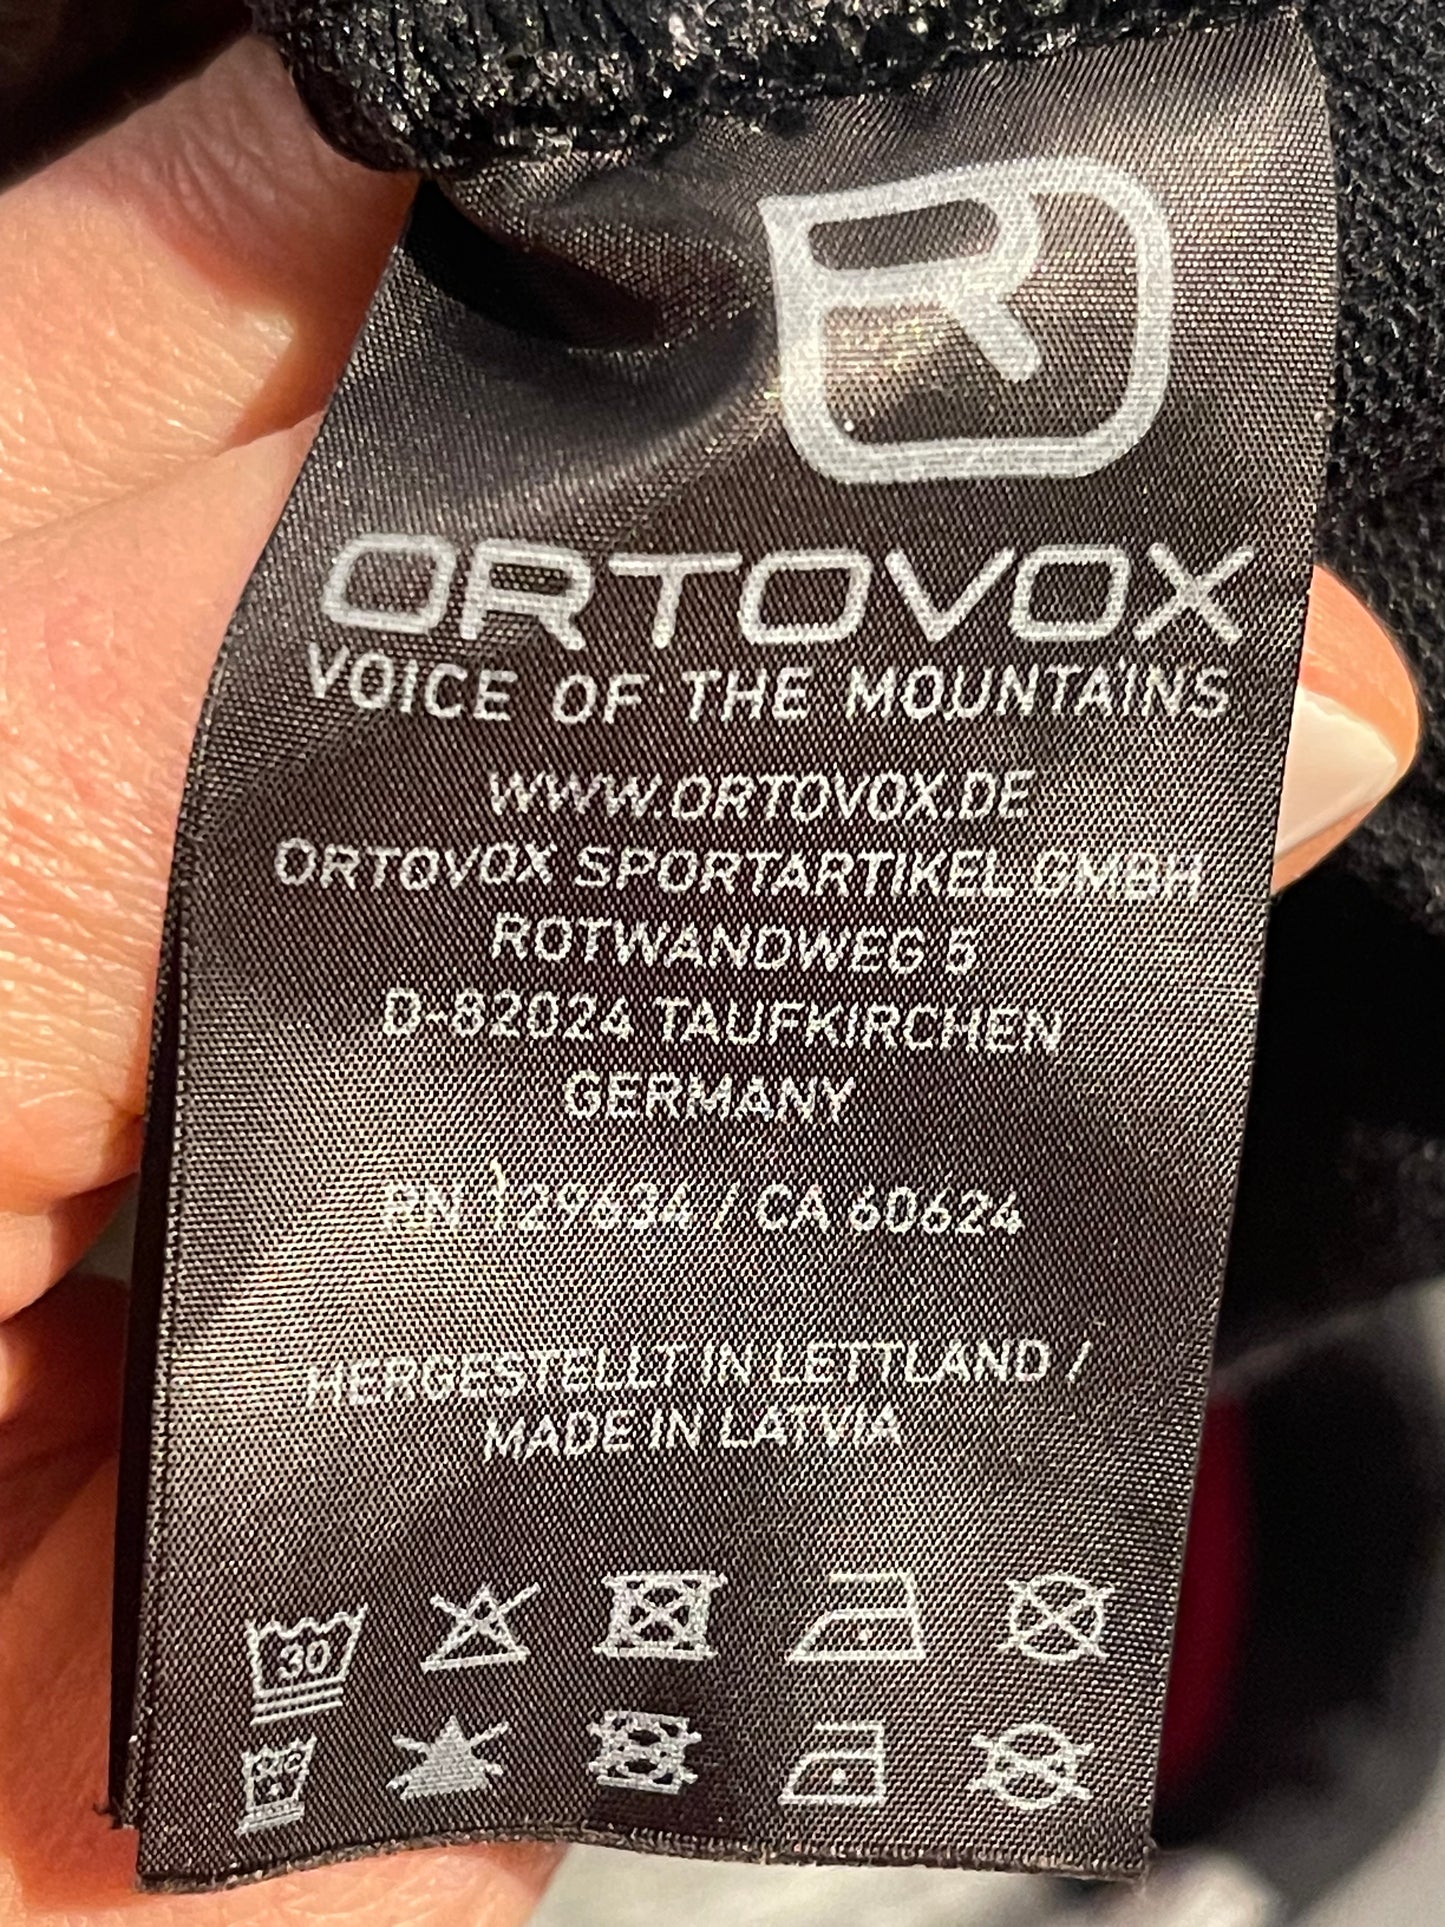 R
ORTOVOX
VOICE OF THE MOUNTAINS
WWW.ORTOVOX.DE
ORTOVOX SPORTARTIKEL GMBH
ROTWANDWEG 5
D-82024 TAUFKIRCHEN
GERMANY
RN 129634 / CA 60624
HERGESTELLT IN LETTLAND /
MADE IN LATVIA
30